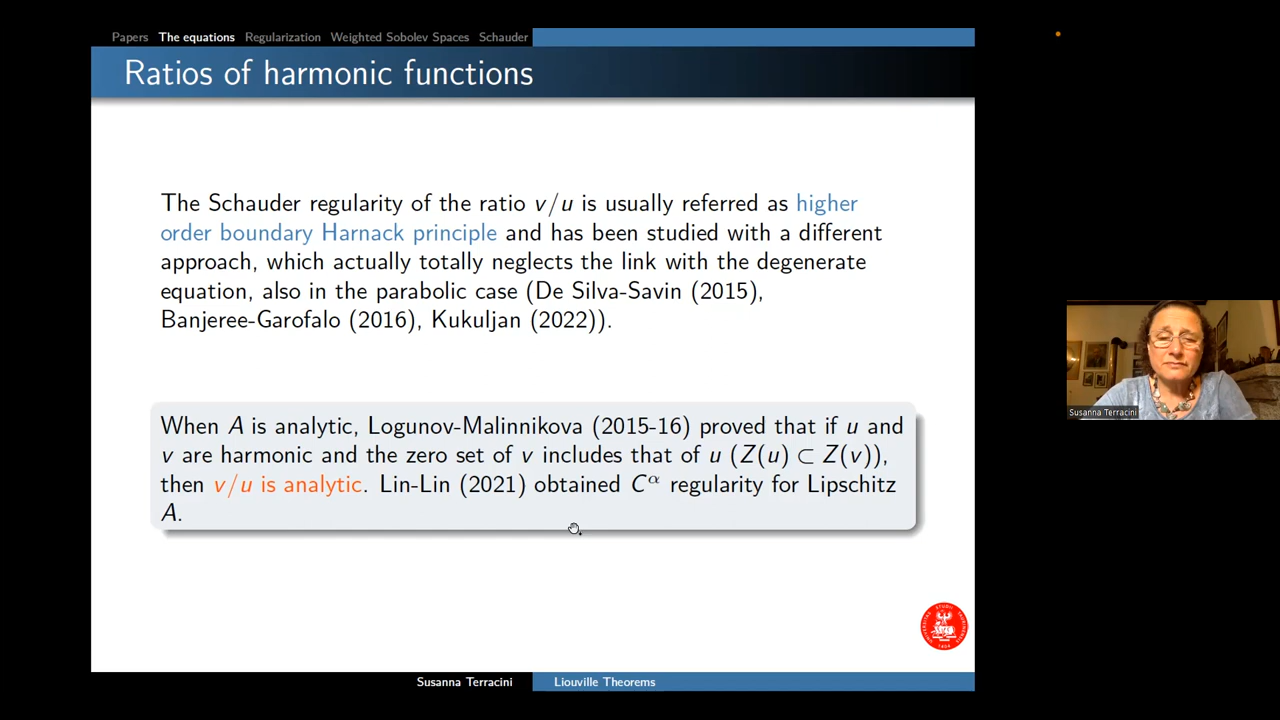 Papers The equations Regularization Weighted Sobolev Spaces Schauder
Ratios of harmonic functions
The Schauder regularity of the ratio v/u is usually referred as higher
order boundary Harnack principle and has been studied with a different
approach, which actually totally neglects the link with the degenerate
equation, also in the parabolic case (De Silva-Savin (2015),
Banjeree-Garofalo (2016), Kukuljan (2022)).
When A is analytic, Logunov-Malinnikova (2015-16) proved that if u and
v are harmonic and the zero set of v includes that of u (Z(u) ⊂ Z(v)),
then v/u is analytic. Lin-Lin (2021) obtained C^α regularity for Lipschitz
A.
Susanna Terracini
Susanna Terracini Liouville Theorems